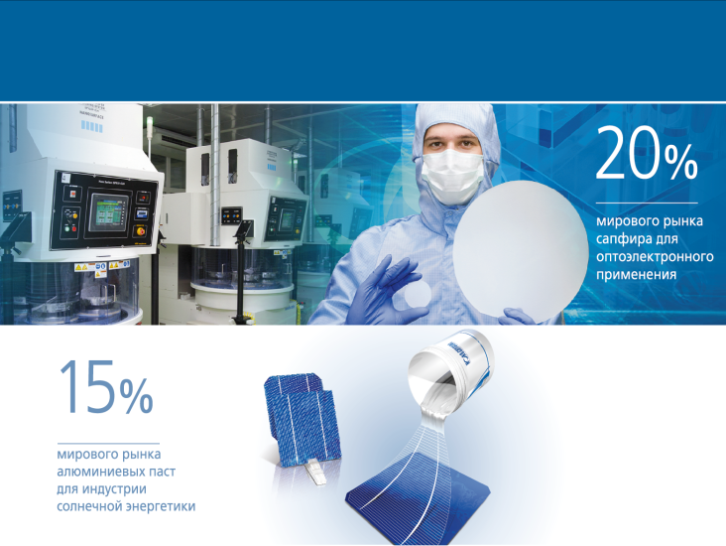 20%
мирового рынка
сапфира для
оптоэлектронного
применения
15%
мирового рынка
алюминиевых паст
для индустрии
солнечной энергетики